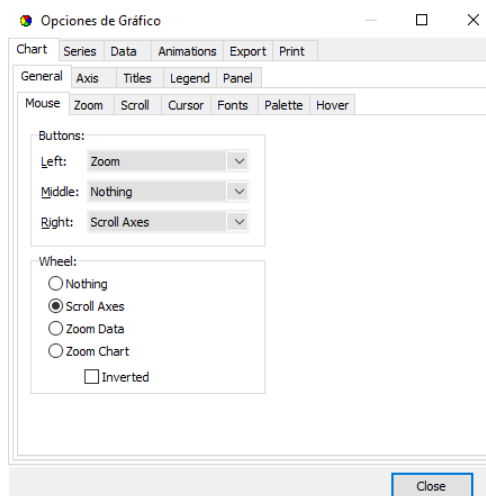 Opciones de Gráfico
Chart Series Data Animations Export Print
General Axis Titles Legend Panel
Mouse Zoom Scroll Cursor Fonts Palette Hover
Buttons:
Left: Zoom
Middle: Nothing
Right: Scroll Axes
Wheel:
Nothing
Scroll Axes
Zoom Data
Zoom Chart
Inverted
Close